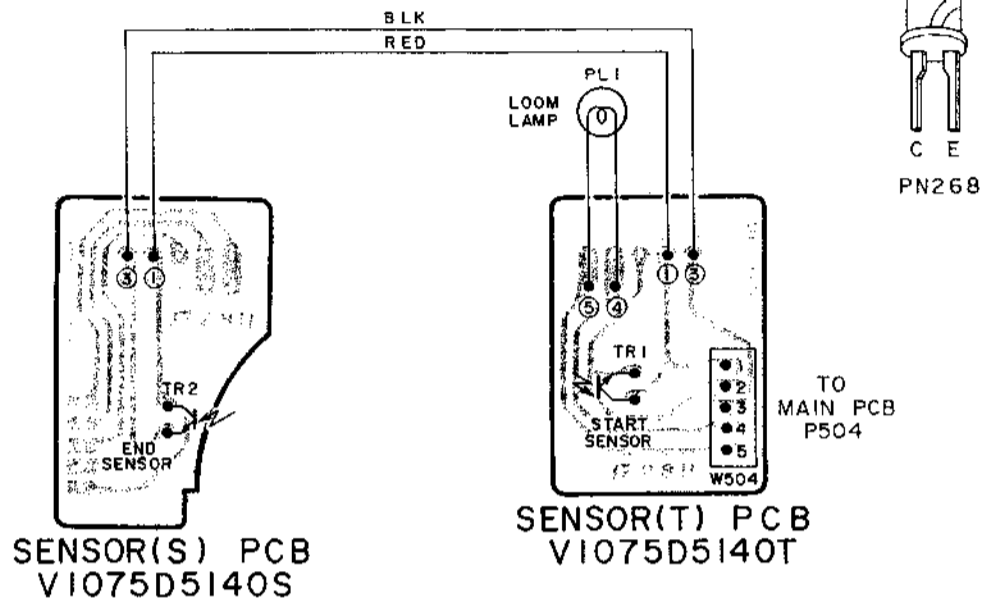 BLK
RED
PL1
LOOM
LAMP
C E
PN268
3 1
1 3
5 4
TR2
END
SENSOR
TR1
START
SENSOR
1
2
3
4
5
W504
TO
MAIN PCB
P504
SENSOR(S) PCB
V1075D5140S
SENSOR(T) PCB
V1075D5140T